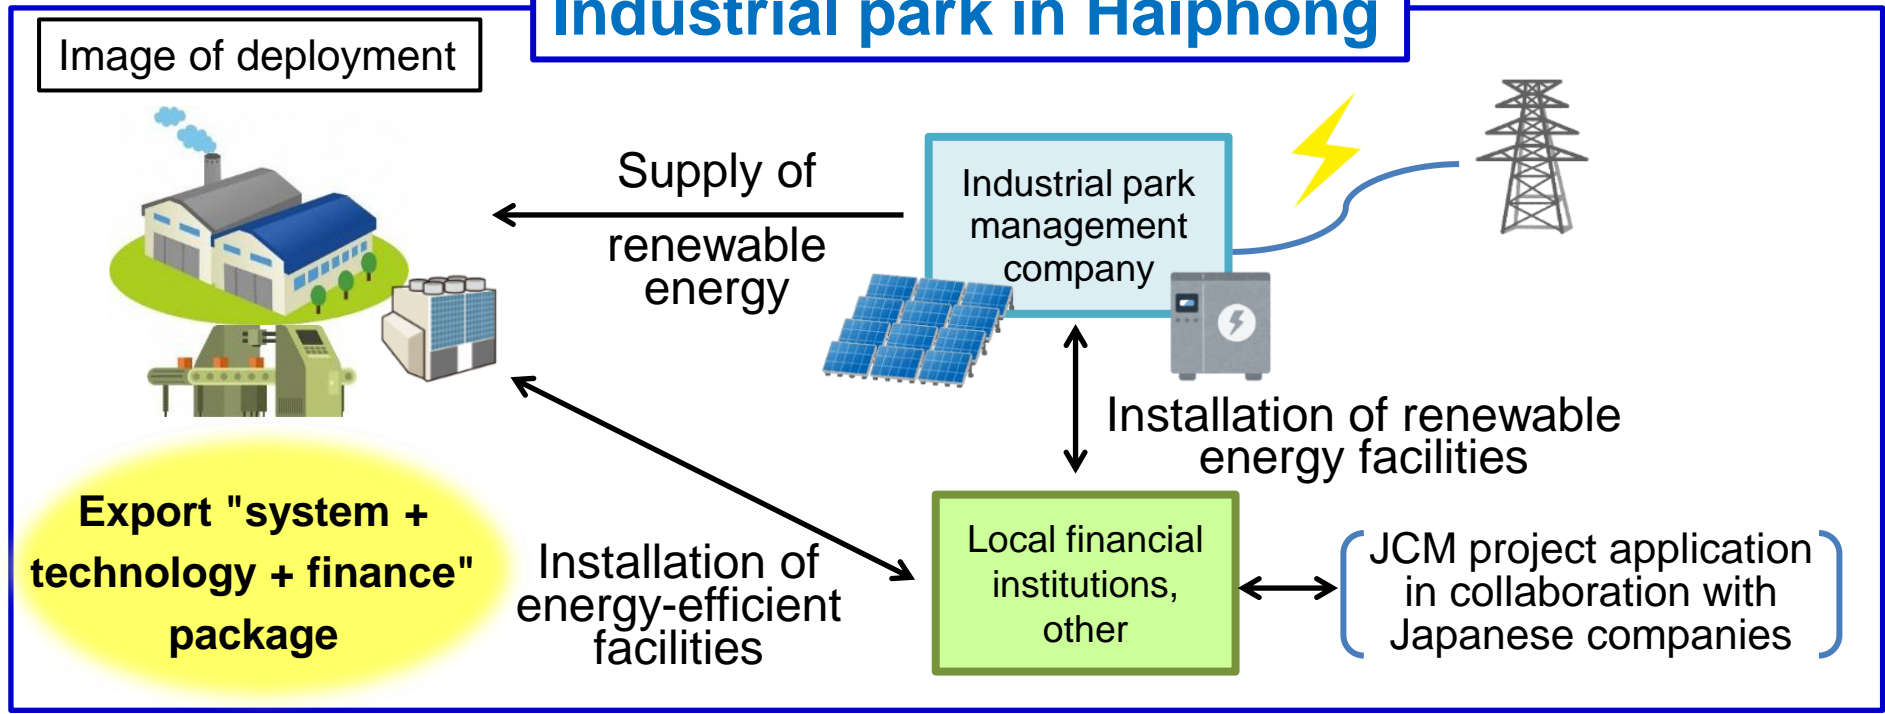 Industrial park in Haiphong
Image of deployment
Supply of
renewable
energy
Industrial park
management
company
Installation of renewable
energy facilities
Export "system +
technology + finance"
package
Installation of
energy-efficient
facilities
Local financial
institutions,
other
JCM project application
in collaboration with
Japanese companies